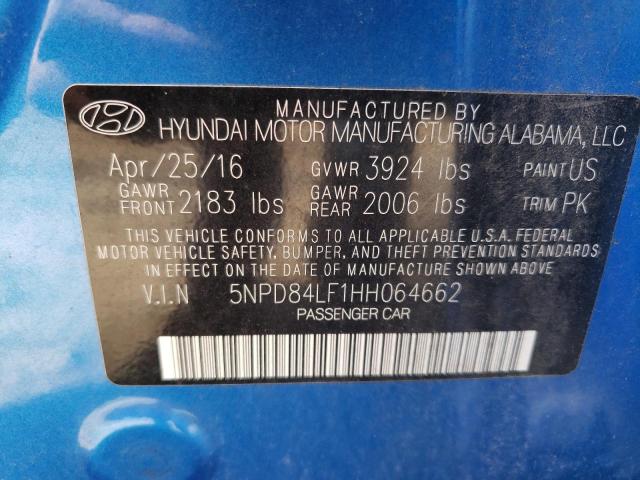 MANUFACTURED BY
HYUNDAI MOTOR MANUFACTURING ALABAMA, LLC
Apr/25/16 GVWR 3924 lbs PAINT US
GAWR FRONT 2183 lbs GAWR REAR 2006 lbs TRIM PK
THIS VEHICLE CONFORMS TO ALL APPLICABLE U.S.A. FEDERAL
MOTOR VEHICLE SAFETY, BUMPER, AND THEFT PREVENTION
STANDARDS IN EFFECT ON THE DATE OF MANUFACTURE SHOWN ABOVE
V.I.N 5NPD84LF1HH064662
PASSENGER CAR